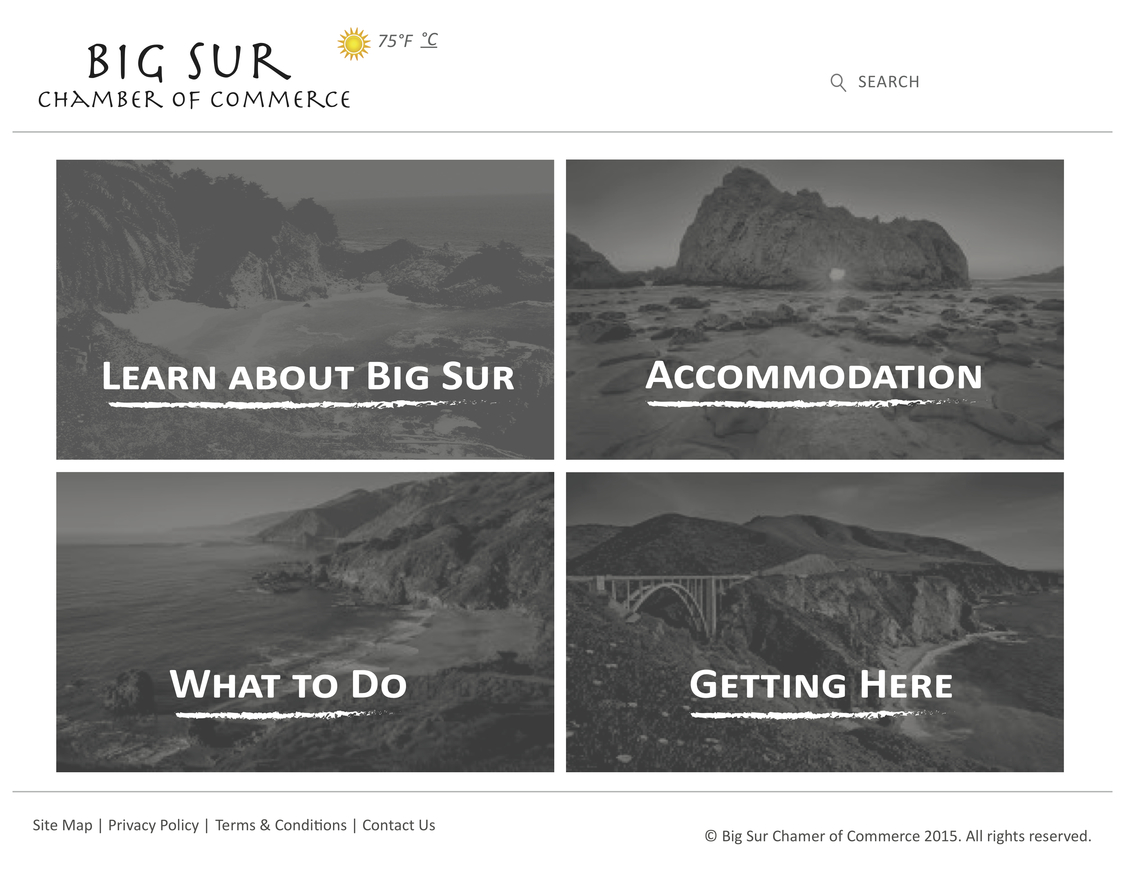 BIG SUR
CHAMBER OF COMMERCE
75°F °C
SEARCH
LEARN ABOUT BIG SUR
ACCOMMODATION
WHAT TO DO
GETTING HERE
Site Map | Privacy Policy | Terms & Conditions | Contact Us
© Big Sur Chamer of Commerce 2015. All rights reserved.